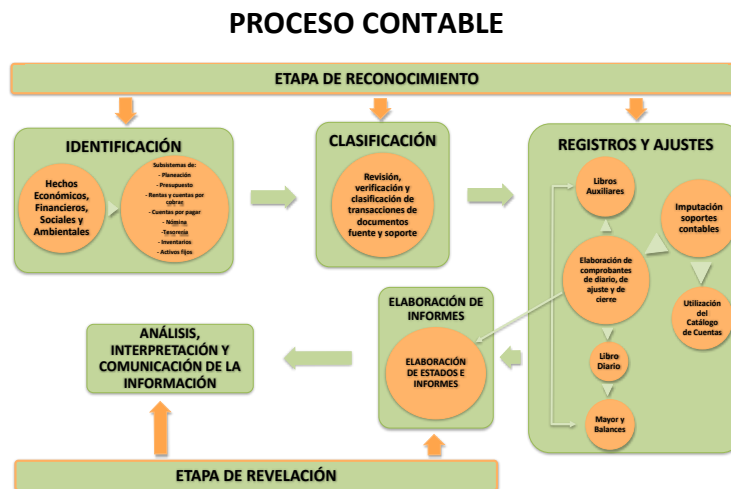 PROCESO CONTABLE
ETAPA DE RECONOCIMIENTO
IDENTIFICACIÓN
Hechos
Económicos,
Financieros,
Sociales y
Ambientales
Subsistemas de:
- Planeación
- Presupuesto
- Rentas y cuentas por
cobrar
- Cuentas por pagar
- Nómina
-Tesorería
- Inventarios
- Activos fijos
CLASIFICACIÓN
Revisión,
verificación y
clasificación de
transacciones de
documentos
fuente y soporte
REGISTROS Y AJUSTES
Libros
Auxiliares
Imputación
soportes
contables
Elaboración de
comprobantes
de diario, de
ajuste y de
cierre
Utilización
del
Catálogo
de Cuentas
Libro
Diario
Mayor y
Balances
ELABORACIÓN DE
INFORMES
ELABORACIÓN
DE ESTADOS E
INFORMES
ANÁLISIS,
INTERPRETACIÓN Y
COMUNICACIÓN DE LA
INFORMACIÓN
ETAPA DE REVELACIÓN